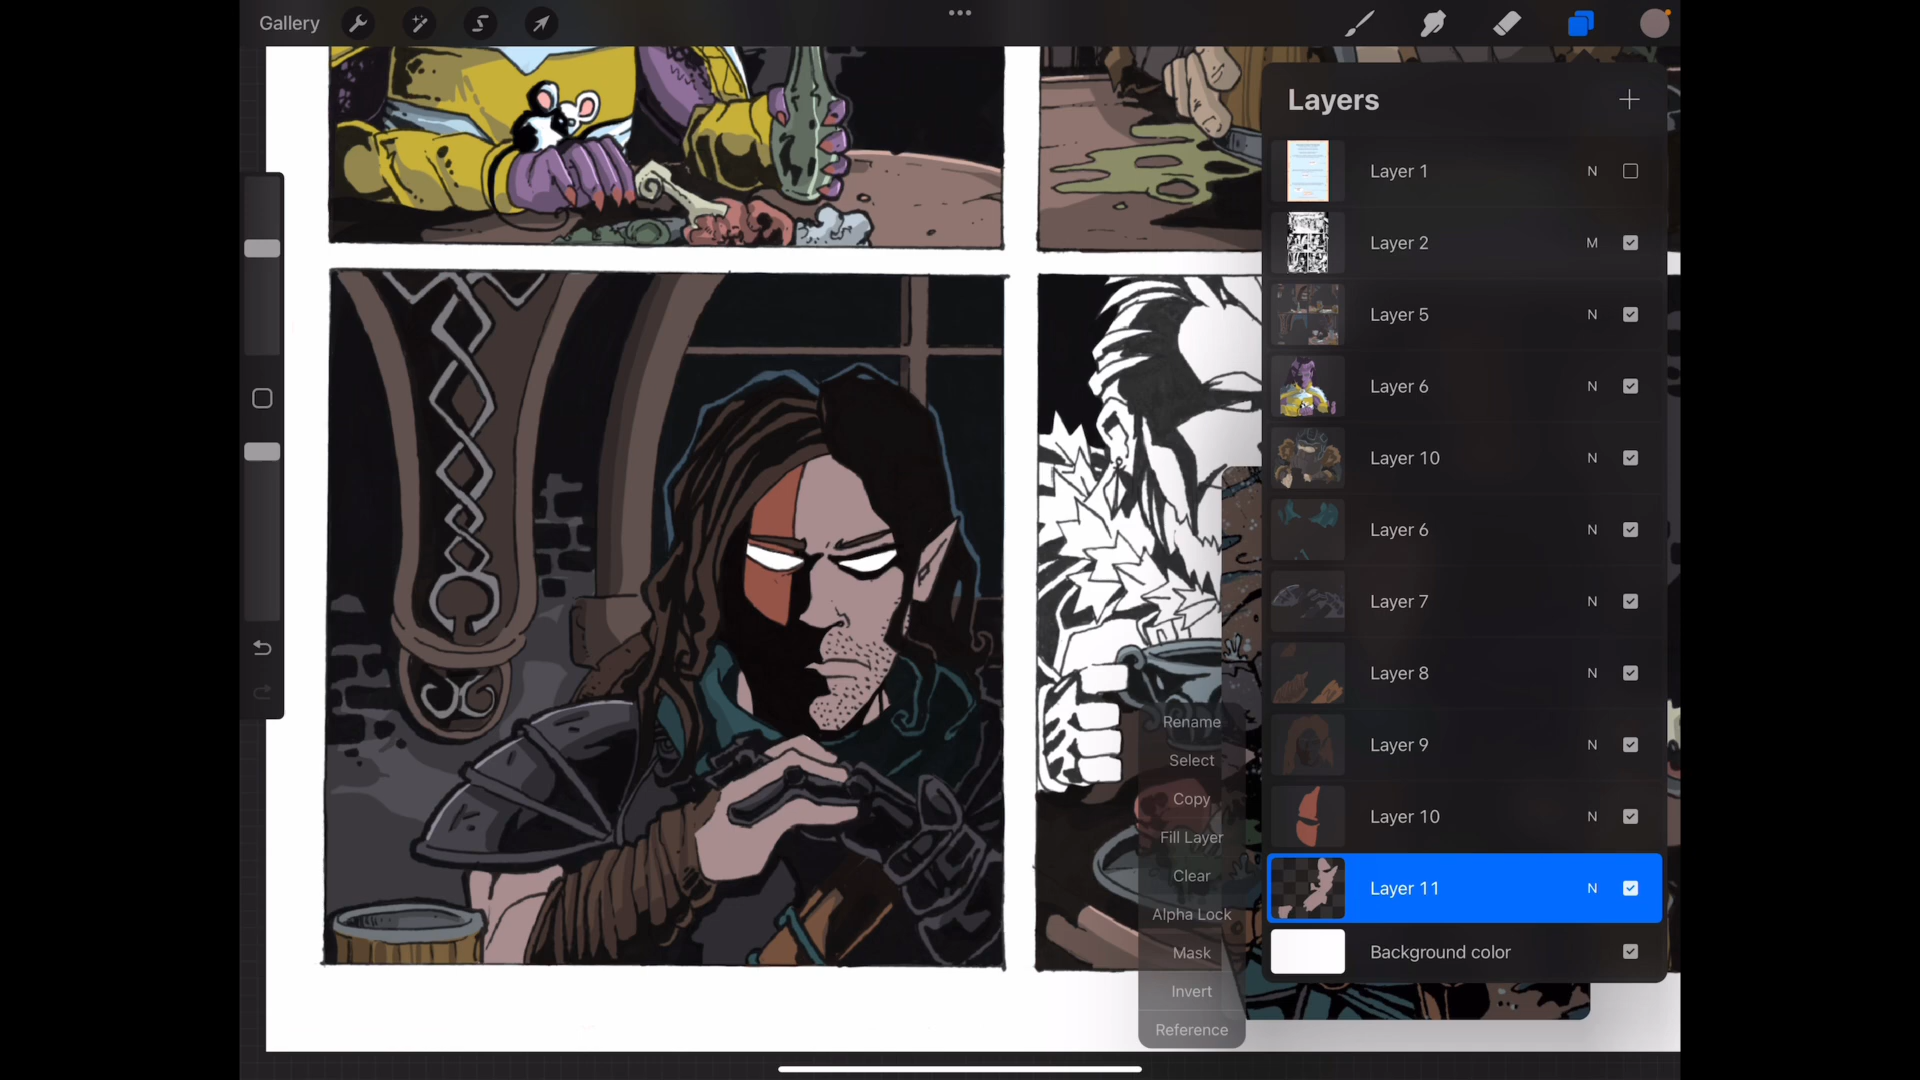 Gallery
Layers
Layer 1 N
Layer 2 M
Layer 5 N
Layer 6 N
Layer 10 N
Layer 6 N
Layer 7 N
Layer 8 N
Layer 9 N
Layer 10 N
Layer 11 N
Background color
Rename
Select
Copy
Fill Layer
Clear
Alpha Lock
Mask
Invert
Reference